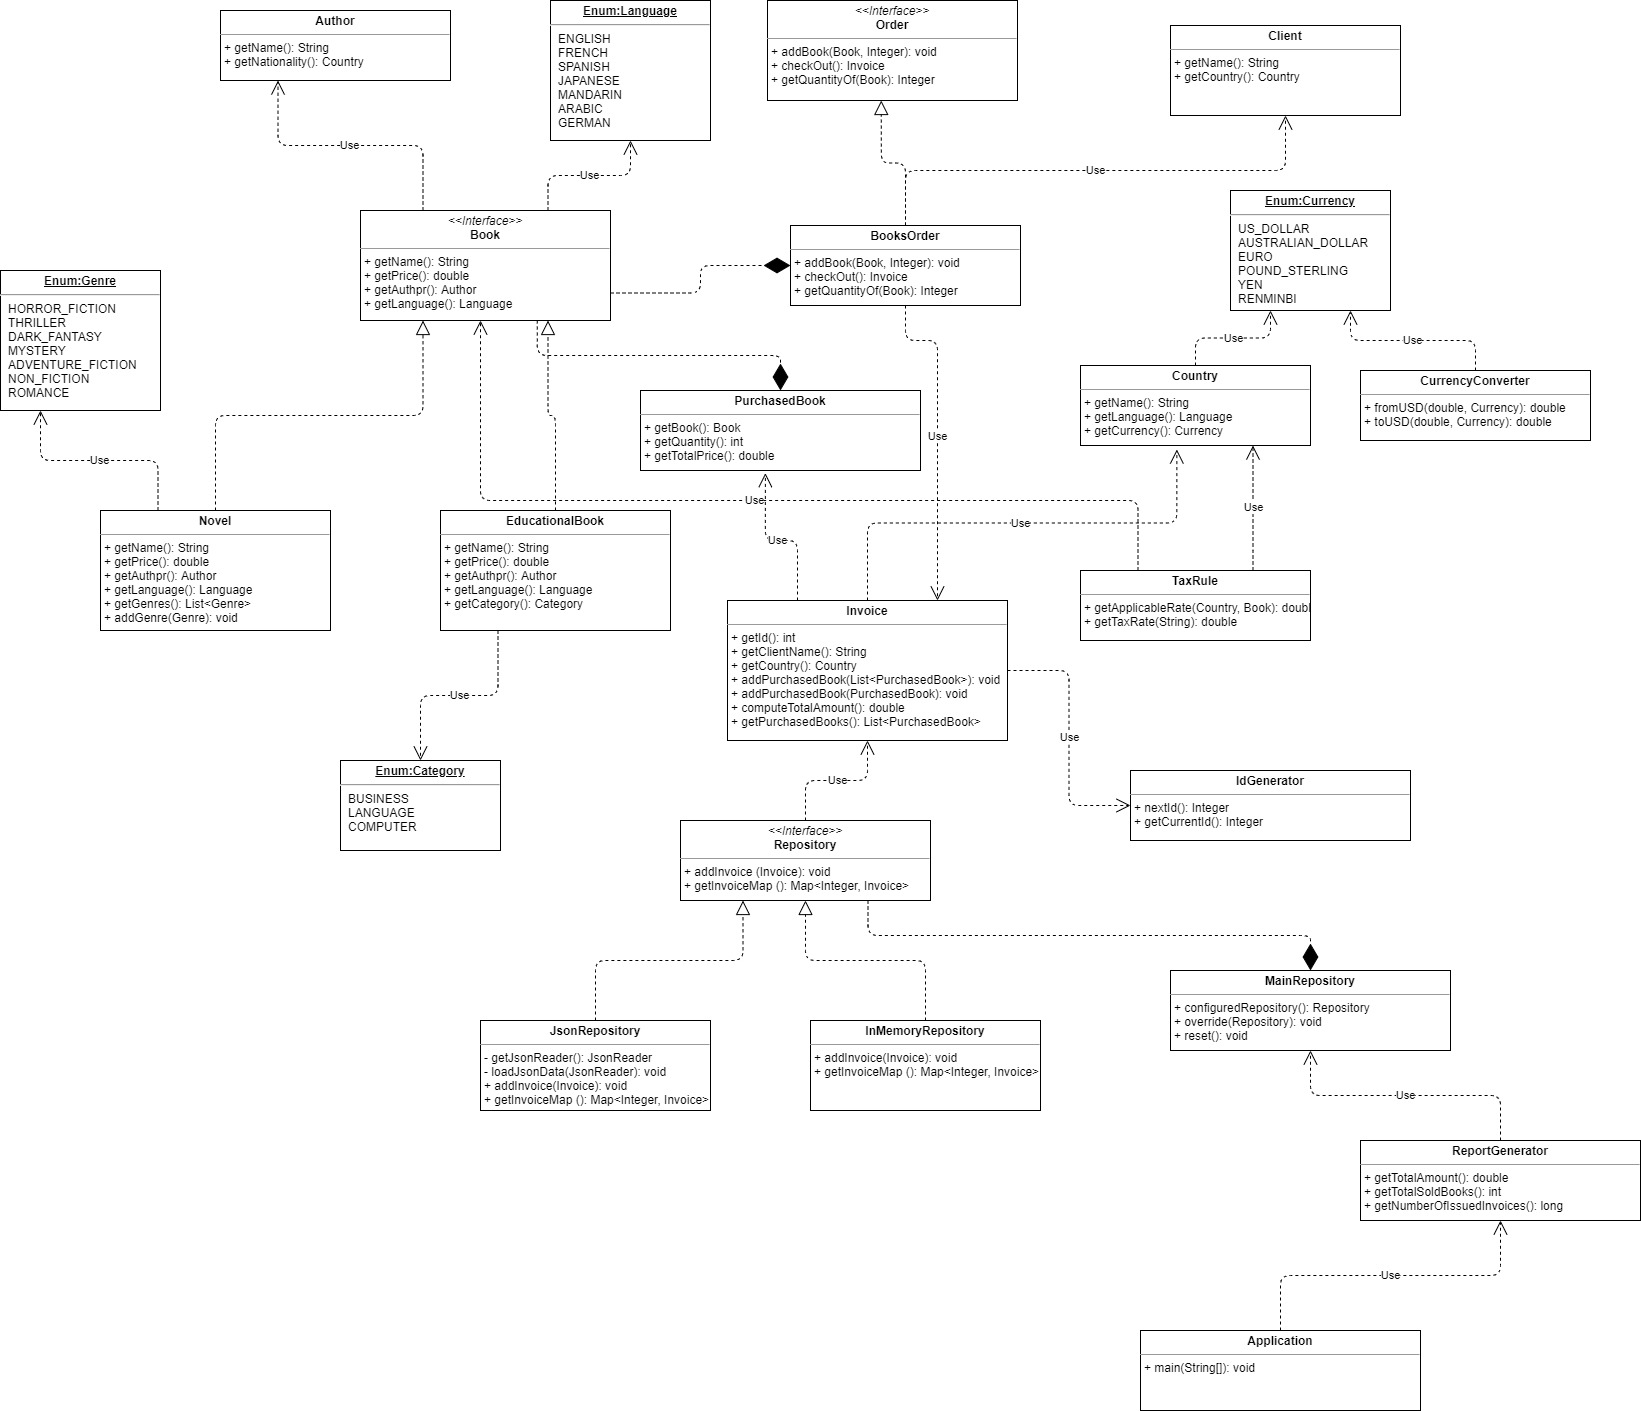 Author
+ getName(): String
+ getNationality(): Country
Enum:Language
ENGLISH
FRENCH
SPANISH
JAPANESE
MANDARIN
ARABIC
GERMAN
<<Interface>>
Order
+ addBook(Book, Integer): void
+ checkOut(): Invoice
+ getQuantityOf(Book): Integer
Client
+ getName(): String
+ getCountry(): Country
Use
Use
Use
Enum:Currency
US_DOLLAR
AUSTRALIAN_DOLLAR
EURO
POUND_STERLING
YEN
RENMINBI
<<Interface>>
Book
+ getName(): String
+ getPrice(): double
+ getAuthpr(): Author
+ getLanguage(): Language
BooksOrder
+ addBook(Book, Integer): void
+ checkOut(): Invoice
+ getQuantityOf(Book): Integer
Enum:Genre
HORROR_FICTION
THRILLER
DARK_FANTASY
MYSTERY
ADVENTURE_FICTION
NON_FICTION
ROMANCE
Use
Use
Country
+ getName(): String
+ getLanguage(): Language
+ getCurrency(): Currency
CurrencyConverter
+ fromUSD(double, Currency): double
+ toUSD(double, Currency): double
PurchasedBook
+ getBook(): Book
+ getQuantity(): int
+ getTotalPrice(): double
Use
Use
Use
Use
Use
Use
Novel
+ getName(): String
+ getPrice(): double
+ getAuthpr(): Author
+ getLanguage(): Language
+ getGenres(): List<Genre>
+ addGenre(Genre): void
EducationalBook
+ getName(): String
+ getPrice(): double
+ getAuthpr(): Author
+ getLanguage(): Language
+ getCategory(): Category
TaxRule
+ getApplicableRate(Country, Book): doubl
+ getTaxRate(String): double
Invoice
+ getId(): int
+ getClientName(): String
+ getCountry(): Country
+ addPurchasedBook(List<PurchasedBook>): void
+ addPurchasedBook(PurchasedBook): void
+ computeTotalAmount(): double
+ getPurchasedBooks(): List<PurchasedBook>
Use
Use
Use
Enum:Category
BUSINESS
LANGUAGE
COMPUTER
IdGenerator
+ nextId(): Integer
+ getCurrentId(): Integer
<<Interface>>
Repository
+ addInvoice (Invoice): void
+ getInvoiceMap (): Map<Integer, Invoice>
MainRepository
+ configuredRepository(): Repository
+ override(Repository): void
+ reset(): void
JsonRepository
- getJsonReader(): JsonReader
- loadJsonData(JsonReader): void
+ addInvoice(Invoice): void
+ getInvoiceMap (): Map<Integer, Invoice>
InMemoryRepository
+ addInvoice(Invoice): void
+ getInvoiceMap (): Map<Integer, Invoice>
Use
ReportGenerator
+ getTotalAmount(): double
+ getTotalSoldBooks(): int
+ getNumberOfIssuedInvoices(): long
Use
Application
+ main(String[]): void